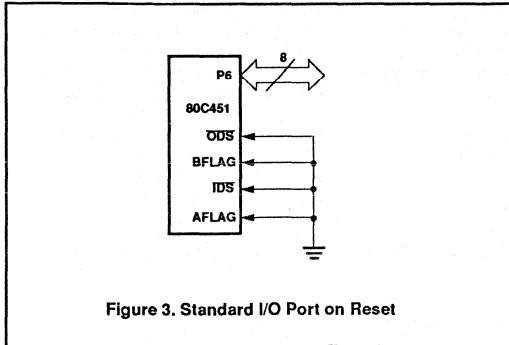 8
P6
80C451
ODS
BFLAG
IDS
AFLAG
Figure 3. Standard I/O Port on Reset